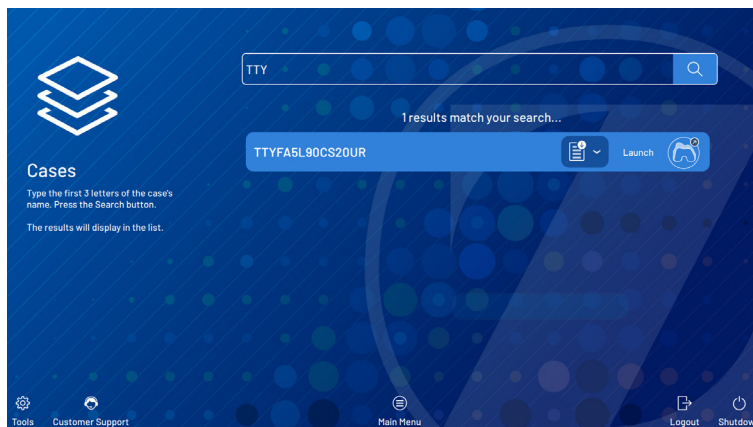 TTY
1 results match your search...
TTYFA5L90CS20UR
Launch
Cases
Type the first 3 letters of the case's
name. Press the Search button.
The results will display in the list.
Tools
Customer Support
Main Menu
Logout
Shutdow